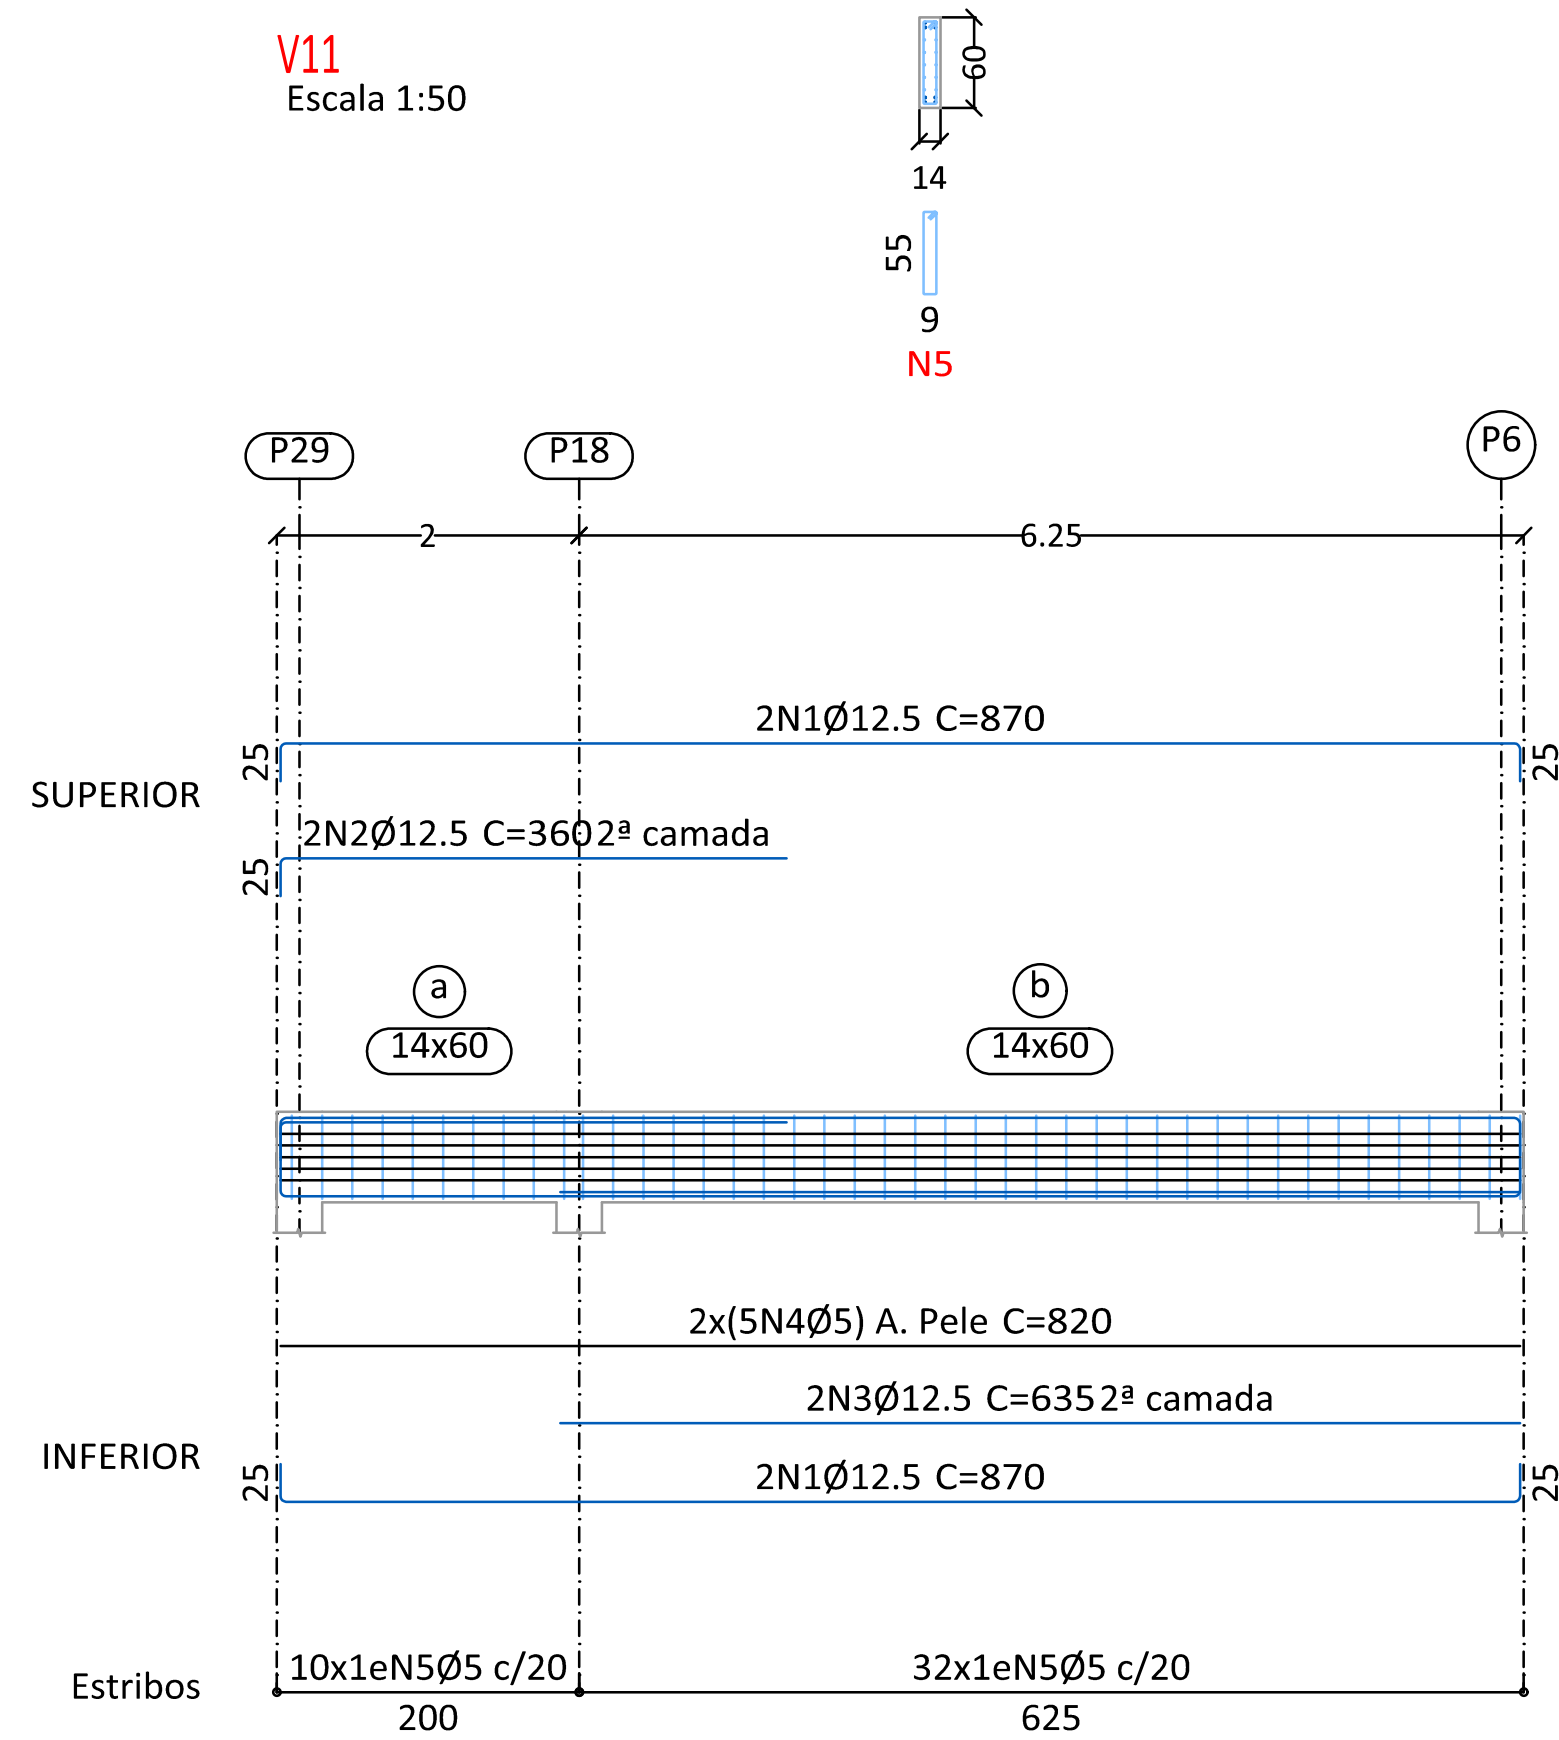 V11
Escala 1:50
60
14
55
9
N5
P29
P18
P6
2
6.25
2N1Ø12.5 C=870
25
25
SUPERIOR
2N2Ø12.5 C=360 2ª camada
25
a
b
14x60
14x60
2x(5N4Ø5) A. Pele C=820
2N3Ø12.5 C=635 2ª camada
INFERIOR
2N1Ø12.5 C=870
25
25
Estribos
10x1eN5Ø5 c/20
32x1eN5Ø5 c/20
200
625